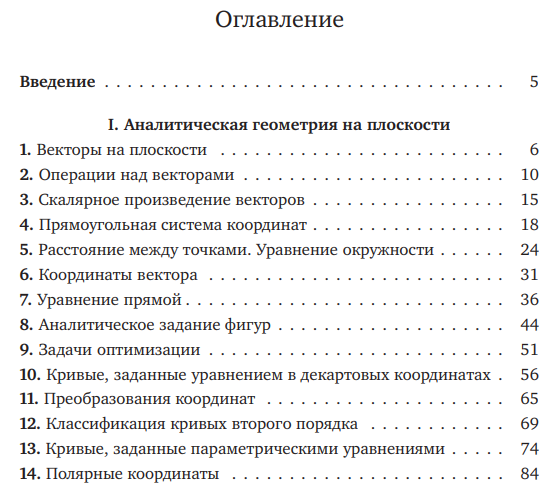 Оглавление
Введение . . . . . . . . . . . . . . . . . . . . . . . . . . . . 5
I. Аналитическая геометрия на плоскости
1. Векторы на плоскости . . . . . . . . . . . . . . . . . . . . 6
2. Операции над векторами . . . . . . . . . . . . . . . . . . . 10
3. Скалярное произведение векторов . . . . . . . . . . . . . . 15
4. Прямоугольная система координат . . . . . . . . . . . . . . 18
5. Расстояние между точками. Уравнение окружности . . . . . 24
6. Координаты вектора . . . . . . . . . . . . . . . . . . . . . 31
7. Уравнение прямой . . . . . . . . . . . . . . . . . . . . . . 36
8. Аналитическое задание фигур . . . . . . . . . . . . . . . . 44
9. Задачи оптимизации . . . . . . . . . . . . . . . . . . . . . 51
10. Кривые, заданные уравнением в декартовых координатах . 56
11. Преобразования координат . . . . . . . . . . . . . . . . . 65
12. Классификация кривых второго порядка . . . . . . . . . . 69
13. Кривые, заданные параметрическими уравнениями . . . . 74
14. Полярные координаты . . . . . . . . . . . . . . . . . . . 84